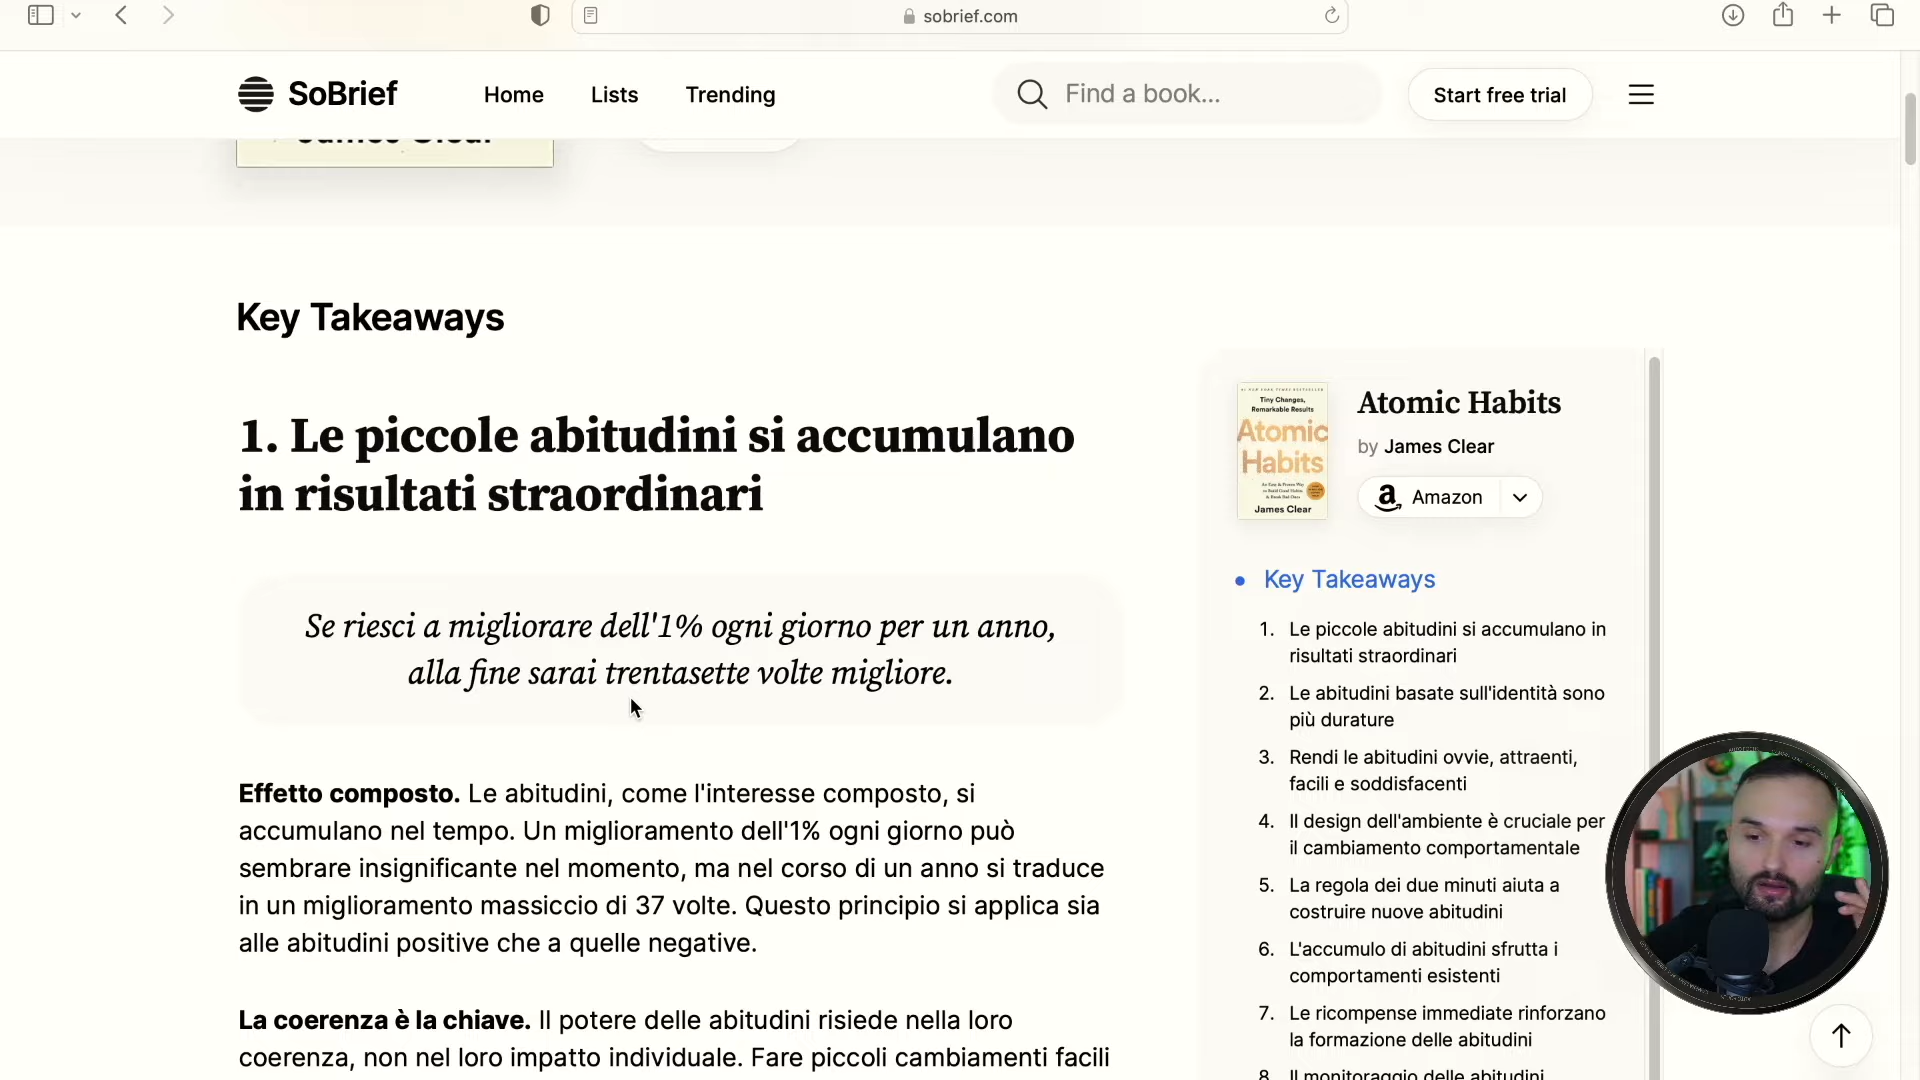 sobrief.com
SoBrief
Home
Lists
Trending
Find a book...
Start free trial
Key Takeaways
1. Le piccole abitudini si accumulano
in risultati straordinari
Se riesci a migliorare dell'1% ogni giorno per un anno,
alla fine sarai trentasette volte migliore.
Effetto composto. Le abitudini, come l'interesse composto, si
accumulano nel tempo. Un miglioramento dell'1% ogni giorno può
sembrare insignificante nel momento, ma nel corso di un anno si traduce
in un miglioramento massiccio di 37 volte. Questo principio si applica sia
alle abitudini positive che a quelle negative.
La coerenza è la chiave. Il potere delle abitudini risiede nella loro
coerenza, non nel loro impatto individuale. Fare piccoli cambiamenti facili
Tiny Changes,
Remarkable Results
Atomic
Habits
James Clear
Atomic Habits
by James Clear
Amazon
Key Takeaways
1. Le piccole abitudini si accumulano in
risultati straordinari
2. Le abitudini basate sull'identità sono
più durature
3. Rendi le abitudini ovvie, attraenti,
facili e soddisfacenti
4. Il design dell'ambiente è cruciale per
il cambiamento comportamentale
5. La regola dei due minuti aiuta a
costruire nuove abitudini
6. L'accumulo di abitudini sfrutta i
comportamenti esistenti
7. Le ricompense immediate rinforzano
la formazione delle abitudini
8. Il monitoraggio delle abitudini